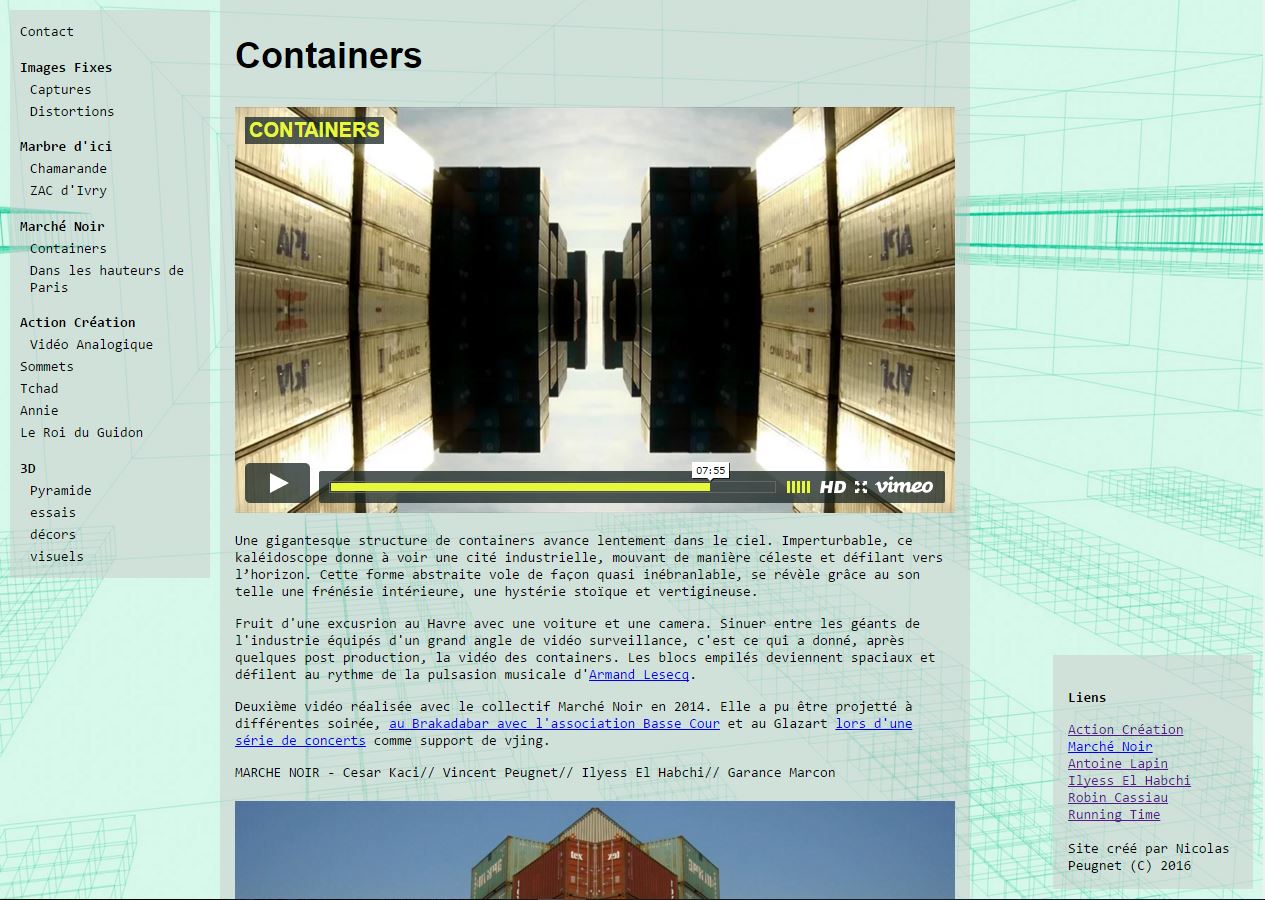 Contact
Images Fixes
Captures
Distortions
Marbre d'ici
Chamarande
ZAC d'Ivry
Marché Noir
Containers
Dans les hauteurs de
Paris
Action Création
Vidéo Analogique
Sommets
Tchad
Annie
Le Roi du Guidon
3D
Pyramide
essais
décors
visuels
Containers
CONTAINERS
07:55
HD
vimeo
Une gigantesque structure de containers avance lentement dans le ciel. Imperturbable, ce
kaléidoscope donne à voir une cité industrielle, mouvant de manière céleste et défilant vers
l’horizon. Cette forme abstraite vole de façon quasi inébranlable, se révèle grâce au son
telle une frénésie intérieure, une hystérie stoïque et vertigineuse.
Fruit d'une excusrion au Havre avec une voiture et une camera. Sinuer entre les géants de
l'industrie équipés d'un grand angle de vidéo surveillance, c'est ce qui a donné, après
quelques post production, la vidéo des containers. Les blocs empilés deviennent spaciaux et
défilent au rythme de la pulsasion musicale d'Armand Lesecq.
Deuxième vidéo réalisée avec le collectif Marché Noir en 2014. Elle a pu être projetté à
différentes soirée, au Brakadabar avec l'association Basse Cour et au Glazart lors d'une
série de concerts comme support de vjing.
MARCHE NOIR - Cesar Kaci// Vincent Peugnet// Ilyess El Habchi// Garance Marcon
tex
Liens
Action Création
Marché Noir
Antoine Lapin
Ilyess El Habchi
Robin Cassiau
Running Time
Site créé par Nicolas
Peugnet (C) 2016